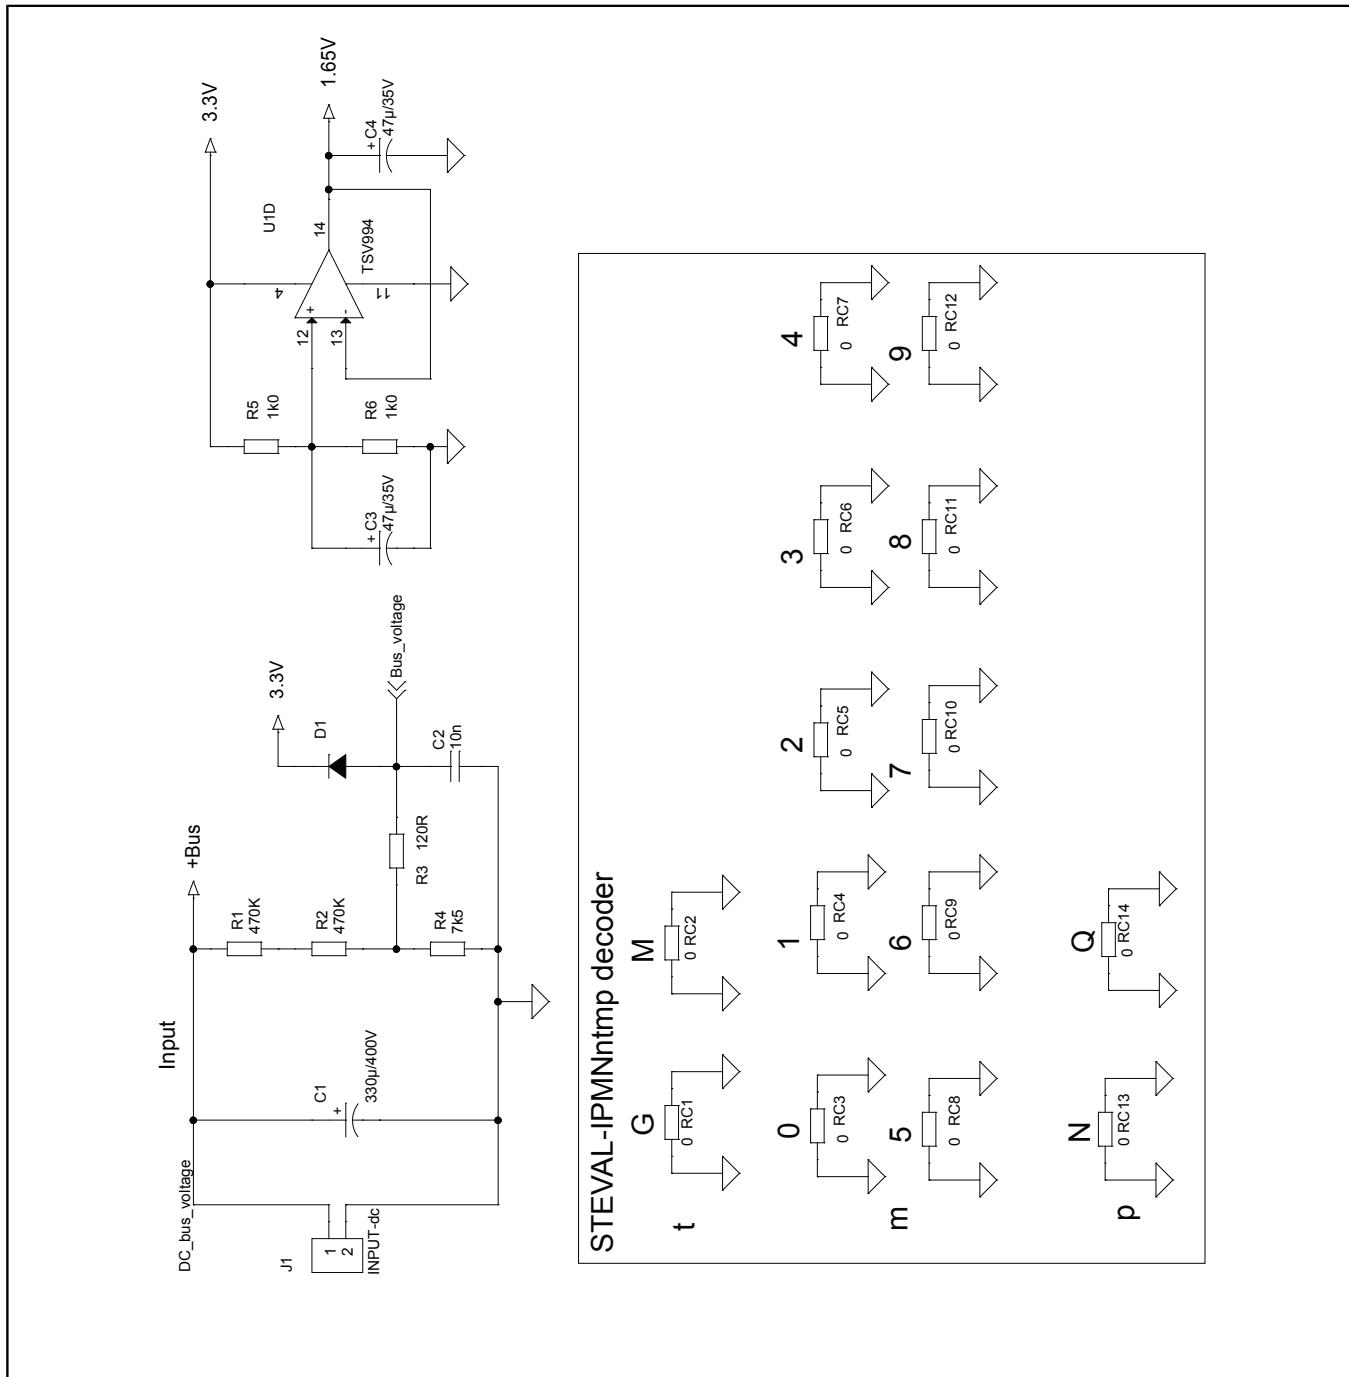 Input
DC_bus_voltage
J1
1
2
INPUT-dc
C1
+
330µ/400V
+Bus
R1
470K
R2
470K
R4
7k5
R3 120R
D1
3.3V
C2
10n
Bus_voltage
3.3V
R5
1k0
R6
1k0
+
C3
47µ/35V
U1D
4
12
+
13
-
14
11
TSV994
1.65V
+
C4
47µ/35V
STEVAL-IPMNntmp decoder
t
G
0 RC1
M
0 RC2
m
0
0 RC3
1
0 RC4
2
0 RC5
3
0 RC6
4
0 RC7
5
0 RC8
6
0 RC9
7
0 RC10
8
0 RC11
9
0 RC12
p
N
0 RC13
Q
0 RC14